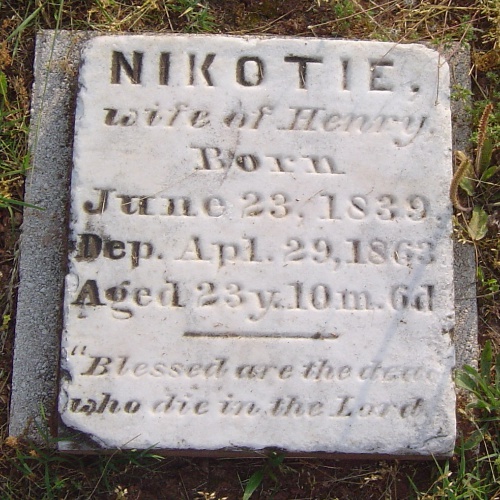 NIKOTIE,
wife of Henry.
Born
June 23, 1839
Dep. Apl. 29, 1863
Aged 23 y. 10 m. 6 d
"Blessed are the dead
who die in the Lord